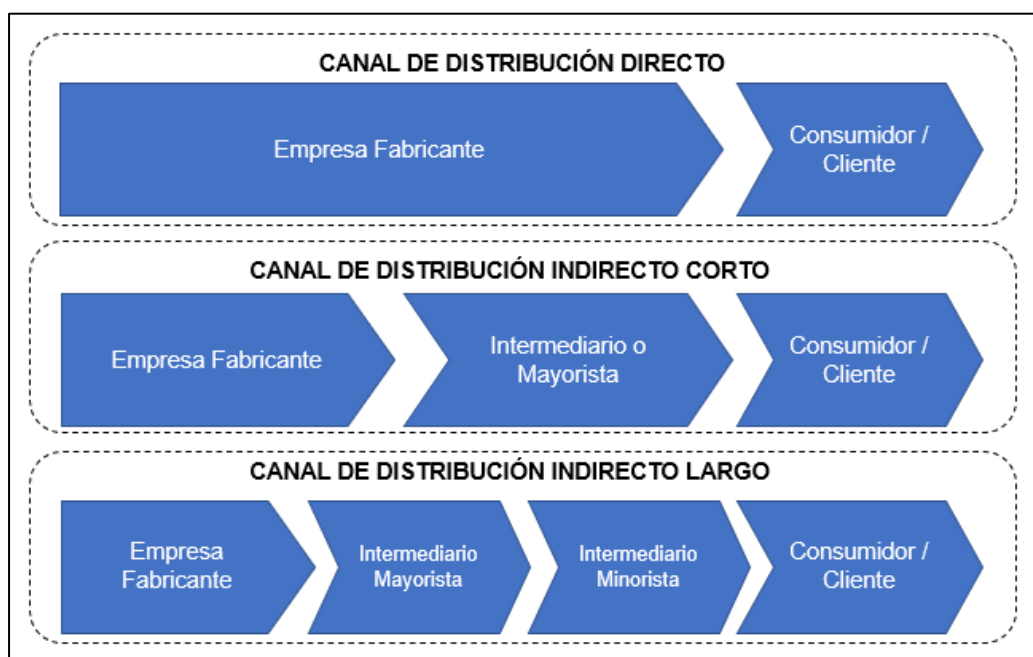 CANAL DE DISTRIBUCIÓN DIRECTO
Empresa Fabricante
Consumidor /
Cliente
CANAL DE DISTRIBUCIÓN INDIRECTO CORTO
Empresa Fabricante
Intermediario o
Mayorista
Consumidor /
Cliente
CANAL DE DISTRIBUCIÓN INDIRECTO LARGO
Empresa
Fabricante
Intermediario
Mayorista
Intermediario
Minorista
Consumidor /
Cliente